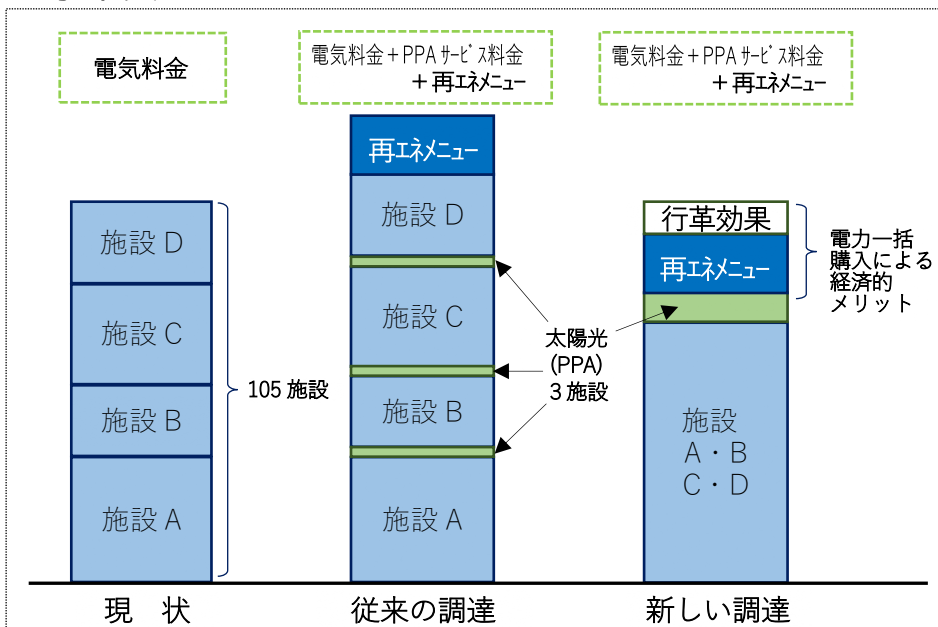 電気料金
電気料金+PPAサービス料金
+再エネメニュー
電気料金+PPAサービス料金
+再エネメニュー
施設 D
施設 C
施設 B
施設 A
105 施設
再エネメニュー
施設 D
施設 C
施設 B
施設 A
太陽光
(PPA)
3 施設
行革効果
再エネメニュー
施設
A・B
C・D
電力一括
購入による
経済的
メリット
現 状
従来の調達
新しい調達